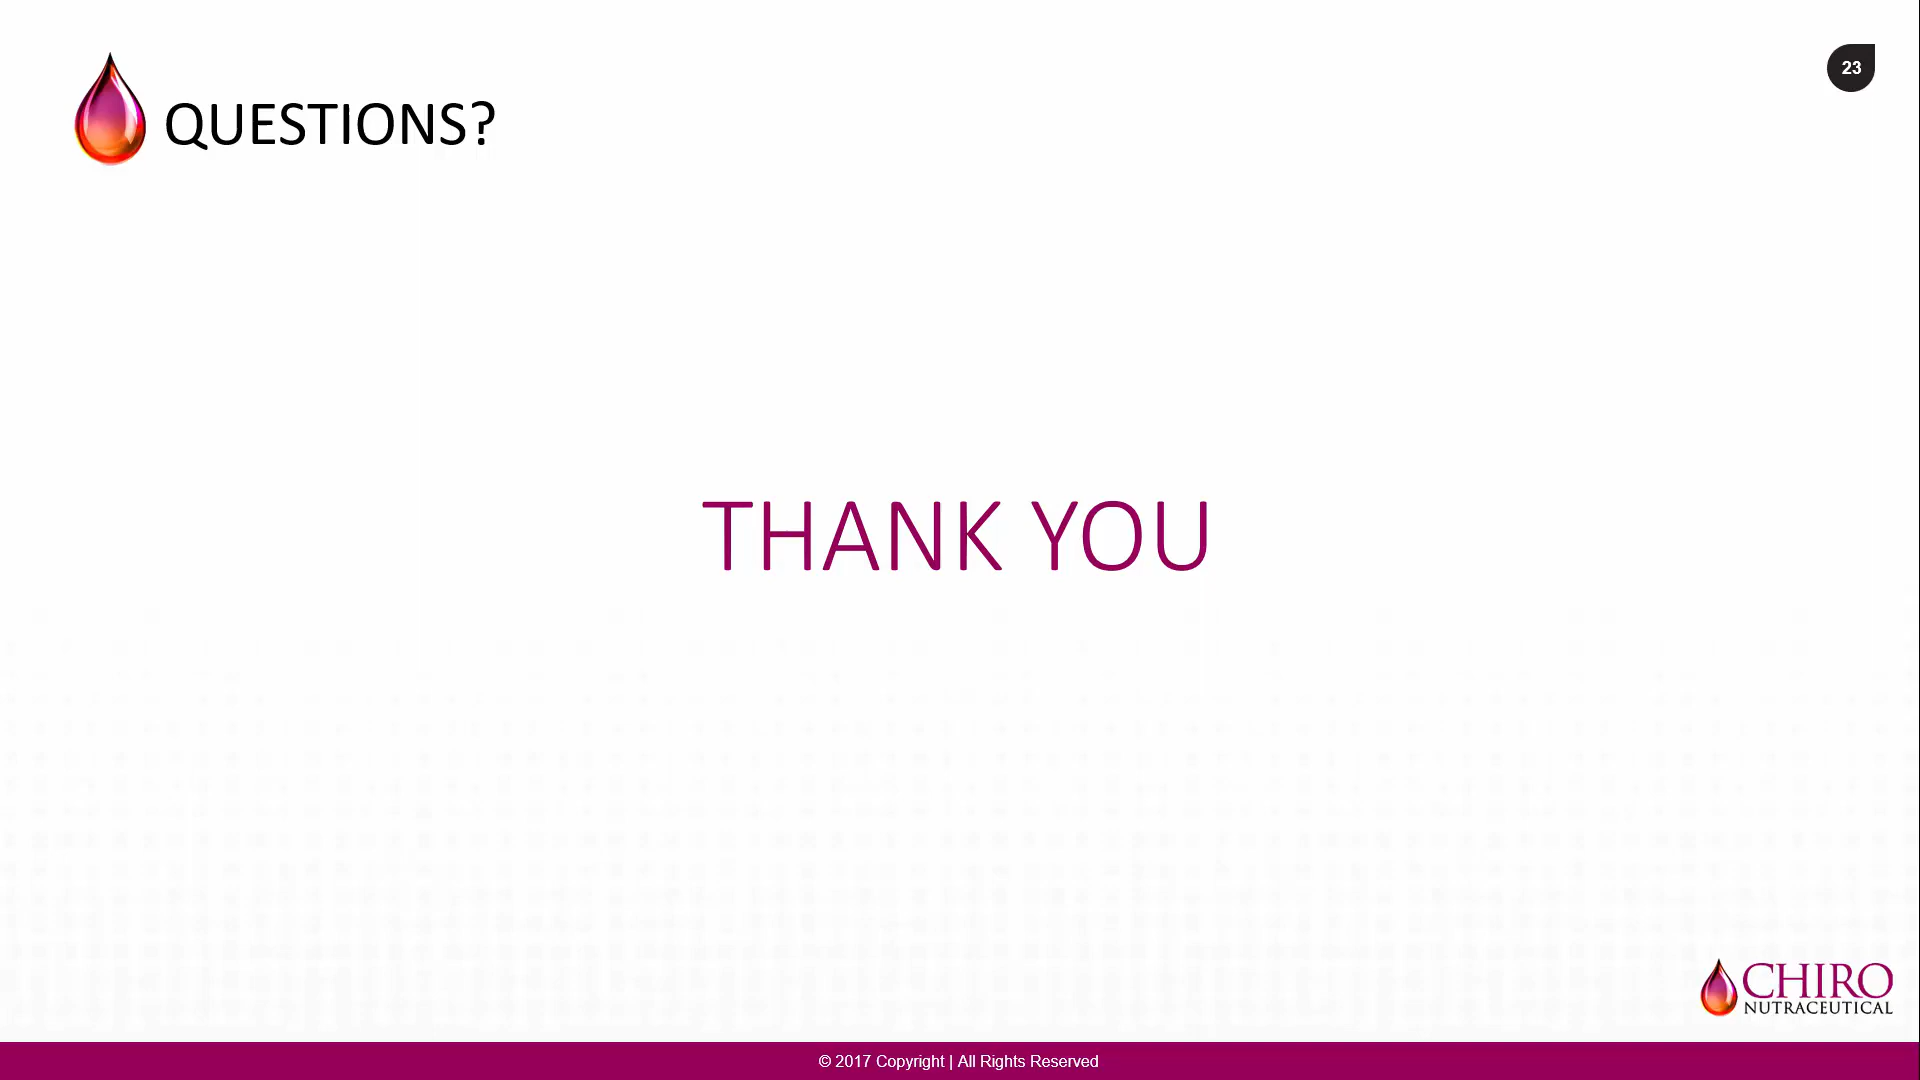 23
QUESTIONS?
THANK YOU
CHIRO
NUTRACEUTICAL
© 2017 Copyright | All Rights Reserved